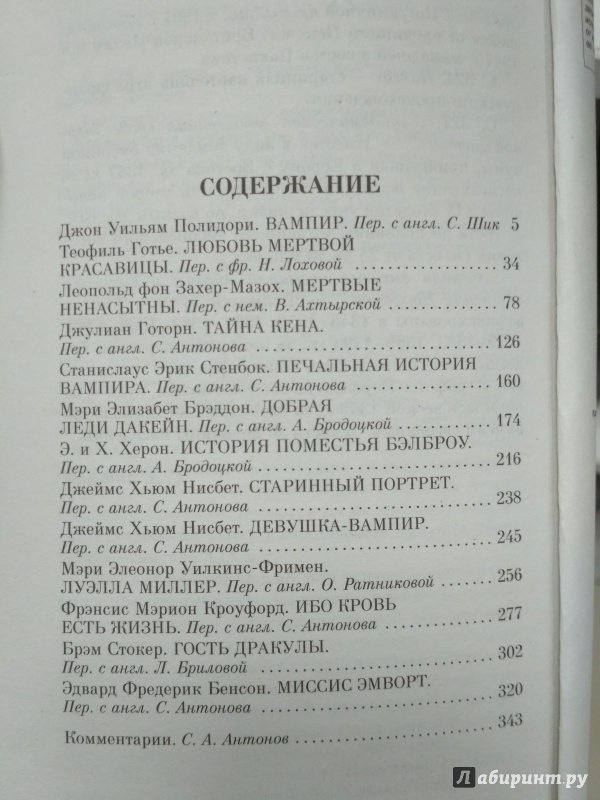 СОДЕРЖАНИЕ
Джон Уильям Полидори. ВАМПИР. Пер. с англ. С. Шик 5
Теофиль Готье. ЛЮБОВЬ МЕРТВОЙ
КРАСАВИЦЫ. Пер. с фр. Н. Лоховой ................ 34
Леопольд фон Захер-Мазох. МЕРТВЫЕ
НЕНАСЫТНЫ. Пер. с нем. В. Ахтырской ............ 78
Джулиан Готорн. ТАЙНА КЕНА.
Пер. с англ. С. Антонова ........................ 126
Станислаус Эрик Стенбок. ПЕЧАЛЬНАЯ ИСТОРИЯ
ВАМПИРА. Пер. с англ. С. Антонова .............. 160
Мэри Элизабет Брэддон. ДОБРАЯ
ЛЕДИ ДАКЕЙН. Пер. с англ. А. Бродоцкой ......... 174
Э. и Х. Херон. ИСТОРИЯ ПОМЕСТЬЯ БЭЛБРОУ.
Пер. с англ. А. Бродоцкой ....................... 216
Джеймс Хьюм Нисбет. СТАРИННЫЙ ПОРТРЕТ.
Пер. с англ. С. Антонова ........................ 238
Джеймс Хьюм Нисбет. ДЕВУШКА-ВАМПИР.
Пер. с англ. С. Антонова ........................ 245
Мэри Элеонор Уилкинс-Фримен.
ЛУЭЛЛА МИЛЛЕР. Пер. с англ. О. Ратниковой ...... 256
Фрэнсис Мэрион Кроуфорд. ИБО КРОВЬ
ЕСТЬ ЖИЗНЬ. Пер. с англ. С. Антонова ........... 277
Брэм Стокер. ГОСТЬ ДРАКУЛЫ.
Пер. с англ. Л. Бриловой ........................ 302
Эдвард Фредерик Бенсон. МИССИС ЭМВОРТ.
Пер. с англ. С. Антонова ........................ 320
Комментарии. С. А. Антонов ...................... 343
Лабиринт.ру